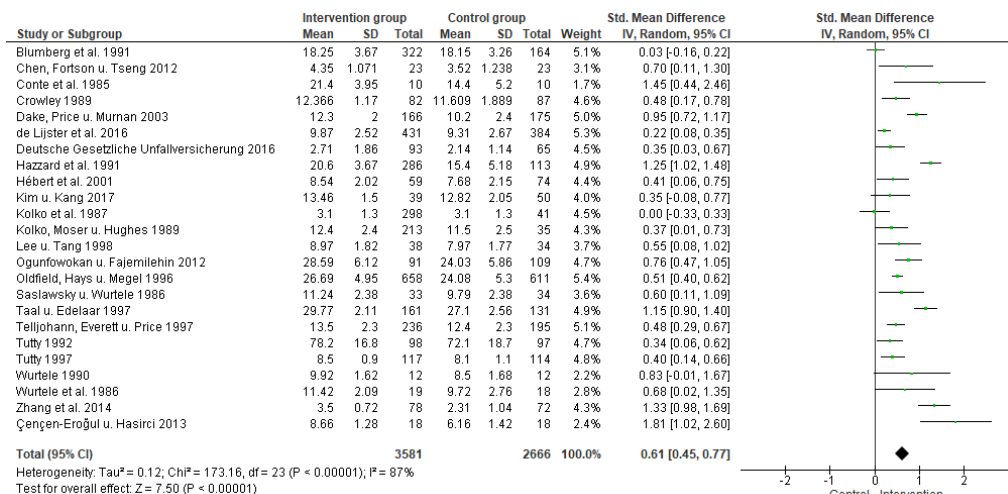 Intervention group Control group Std. Mean Difference Std. Mean Difference
Study or Subgroup Mean SD Total Mean SD Total Weight IV, Random, 95% CI IV, Random, 95% CI
Blumberg et al. 1991 18.25 3.67 322 18.15 3.26 164 5.1% 0.03 [-0.16, 0.22]
Chen, Fortson u. Tseng 2012 4.35 1.071 23 3.52 1.238 23 3.1% 0.70 [0.11, 1.30]
Conte et al. 1985 21.4 3.95 10 14.4 5.2 10 1.7% 1.45 [0.44, 2.46]
Crowley 1989 12.366 1.17 82 11.609 1.889 87 4.6% 0.48 [0.17, 0.78]
Dake, Price u. Murnan 2003 12.3 2 166 10.2 2.4 175 4.9% 0.95 [0.72, 1.17]
de Lijster et al. 2016 9.87 2.52 431 9.31 2.67 384 5.3% 0.22 [0.08, 0.35]
Deutsche Gesetzliche Unfallversicherung 2016 2.71 1.86 93 2.14 1.14 65 4.5% 0.35 [0.03, 0.67]
Hazzard et al. 1991 20.6 3.67 286 15.4 5.18 113 4.9% 1.25 [1.02, 1.48]
Hébert et al. 2001 8.54 2.02 59 7.68 2.15 74 4.4% 0.41 [0.06, 0.75]
Kim u. Kang 2017 13.46 1.5 39 12.82 2.05 50 4.0% 0.35 [-0.08, 0.77]
Kolko et al. 1987 3.1 1.3 298 3.1 1.3 41 4.5% 0.00 [-0.33, 0.33]
Kolko, Moser u. Hughes 1989 12.4 2.4 213 11.5 2.5 35 4.3% 0.37 [0.01, 0.73]
Lee u. Tang 1998 8.97 1.82 38 7.97 1.77 34 3.7% 0.55 [0.08, 1.02]
Ogunfowokan u. Fajemilehin 2012 28.59 6.12 91 24.03 5.86 109 4.6% 0.76 [0.47, 1.05]
Oldfield, Hays u. Megel 1996 26.69 4.95 658 24.08 5.3 611 5.4% 0.51 [0.40, 0.62]
Saslawsky u. Wurtele 1986 11.24 2.38 33 9.79 2.38 34 3.6% 0.60 [0.11, 1.09]
Taal u. Edelaar 1997 29.77 2.11 161 27.1 2.56 131 4.8% 1.15 [0.90, 1.40]
Telljohann, Everett u. Price 1997 13.5 2.3 236 12.4 2.3 195 5.1% 0.48 [0.29, 0.67]
Tutty 1992 78.2 16.8 98 72.1 18.7 97 4.7% 0.34 [0.06, 0.62]
Tutty 1997 8.5 0.9 117 8.1 1.1 114 4.8% 0.40 [0.14, 0.66]
Wurtele 1990 9.92 1.62 12 8.5 1.68 12 2.2% 0.83 [-0.01, 1.67]
Wurtele et al. 1986 11.42 2.09 19 9.72 2.76 18 2.8% 0.68 [0.02, 1.35]
Zhang et al. 2014 3.5 0.72 78 2.31 1.04 72 4.3% 1.33 [0.98, 1.69]
Çençen-Eroğul u. Hasirci 2013 8.66 1.28 18 6.16 1.42 18 2.4% 1.81 [1.02, 2.60]
Total (95% CI) 3581 2666 100.0% 0.61 [0.45, 0.77]
Heterogeneity: Tau² = 0.12; Chi² = 173.16, df = 23 (P < 0.00001); I² = 87%
Test for overall effect: Z = 7.50 (P < 0.00001)
-2 -1 0 1 2
Control Intervention